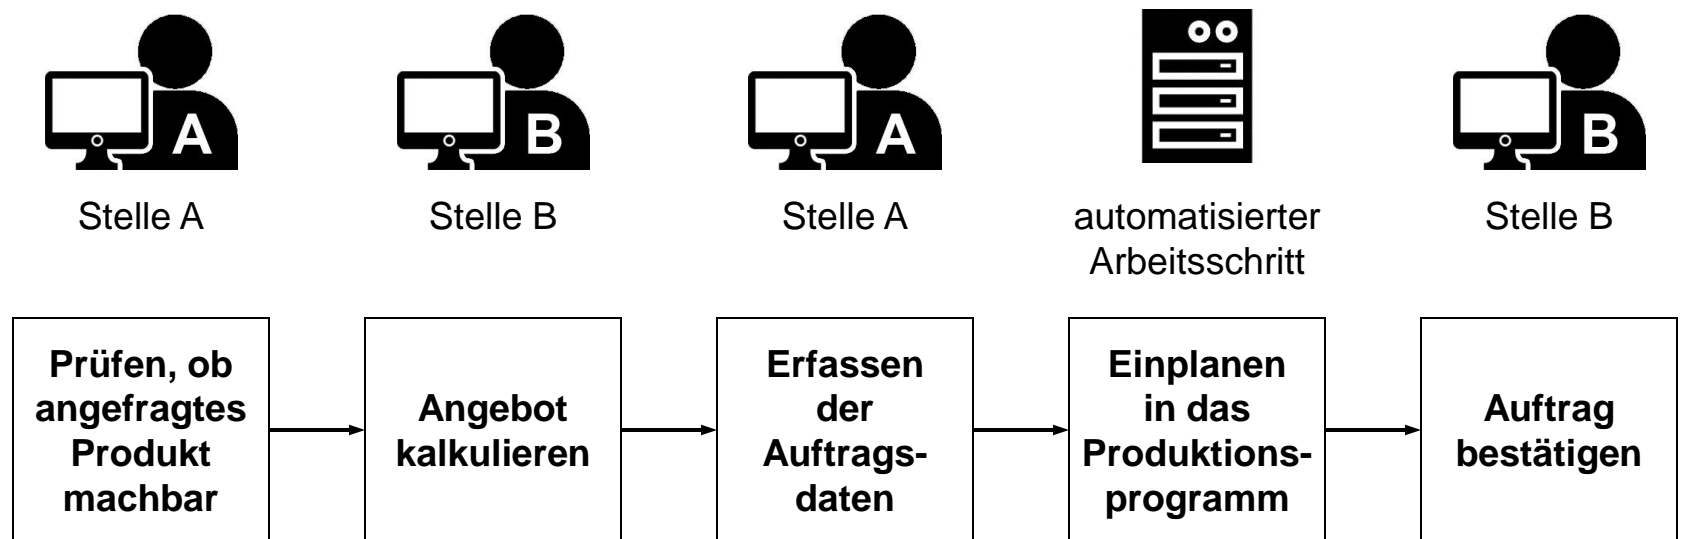 A
B
A
B
Stelle A
Stelle B
Stelle A
automatisierter
Arbeitsschritt
Stelle B
Prüfen, ob
angefragtes
Produkt
machbar
Angebot
kalkulieren
Erfassen
der
Auftrags-
daten
Einplanen
in das
Produktions-
programm
Auftrag
bestätigen